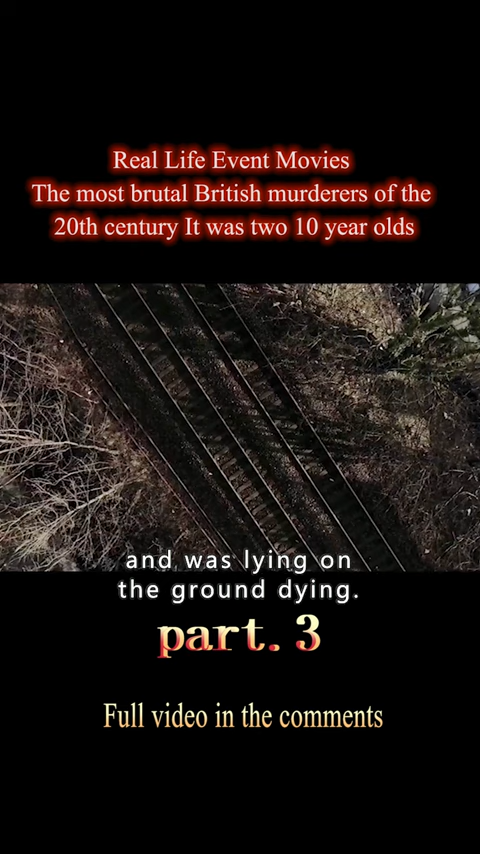 Real Life Event Movies
The most brutal British murderers of the
20th century It was two 10 year olds
and was lying on
the ground dying.
part. 3
Full video in the comments